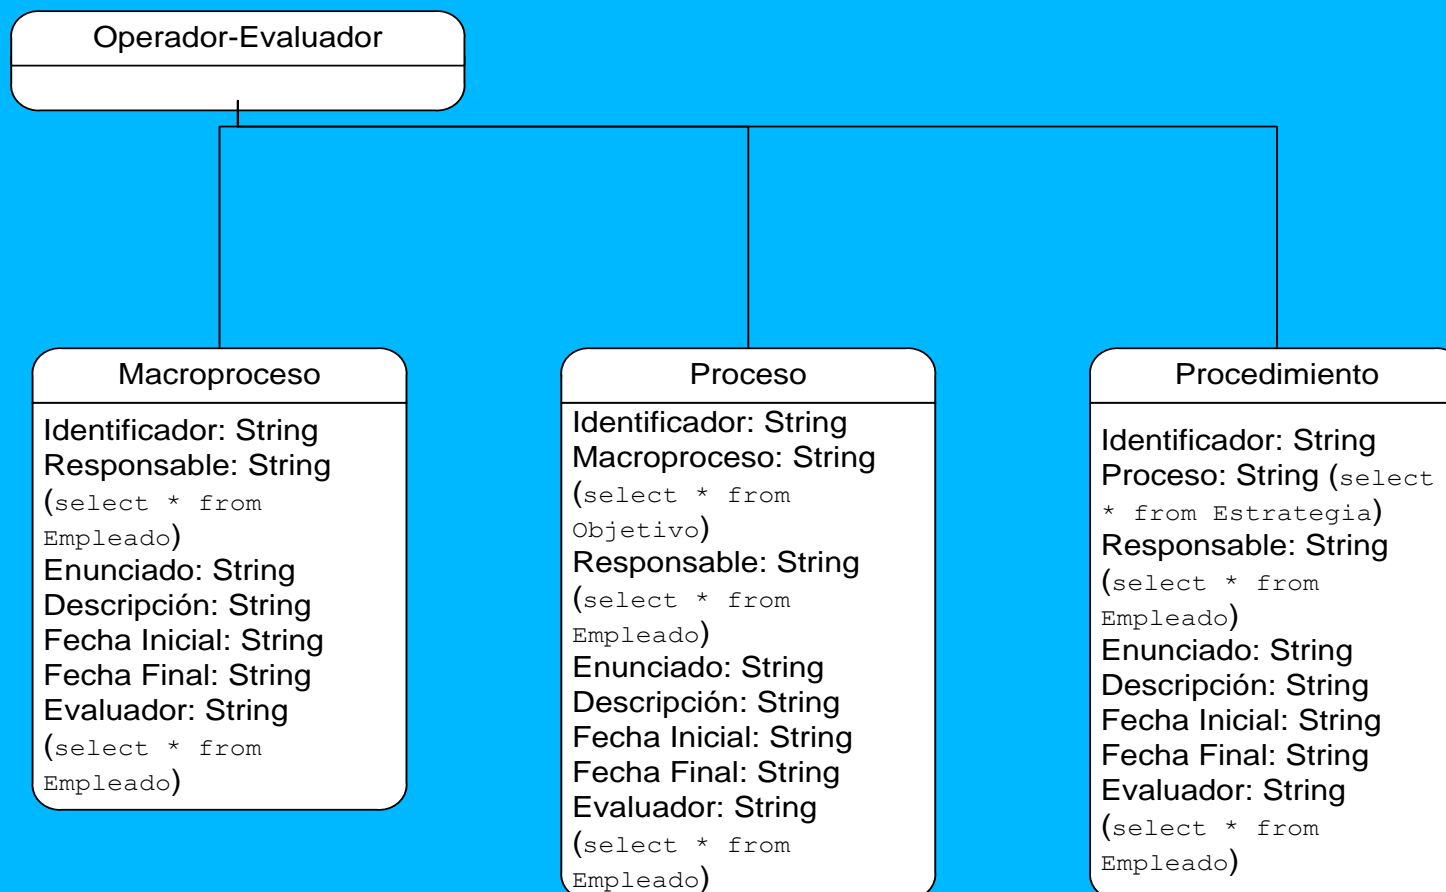 Operador-Evaluador
Macroproceso
Identificador: String
Responsable: String
(select * from
Empleado)
Enunciado: String
Descripción: String
Fecha Inicial: String
Fecha Final: String
Evaluador: String
(select * from
Empleado)
Proceso
Identificador: String
Macroproceso: String
(select * from
Objetivo)
Responsable: String
(select * from
Empleado)
Enunciado: String
Descripción: String
Fecha Inicial: String
Fecha Final: String
Evaluador: String
(select * from
Empleado)
Procedimiento
Identificador: String
Proceso: String (select
* from Estrategia)
Responsable: String
(select * from
Empleado)
Enunciado: String
Descripción: String
Fecha Inicial: String
Fecha Final: String
Evaluador: String
(select * from
Empleado)